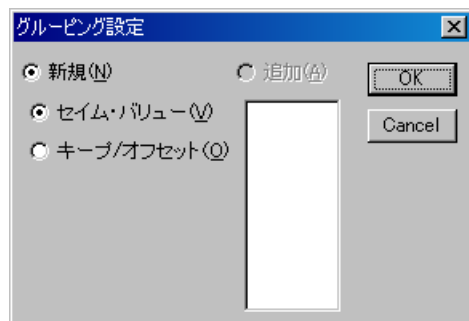 グルーピング設定
新規(N)
追加(A)
OK
セイム・バリュー(V)
Cancel
キープ/オフセット(O)